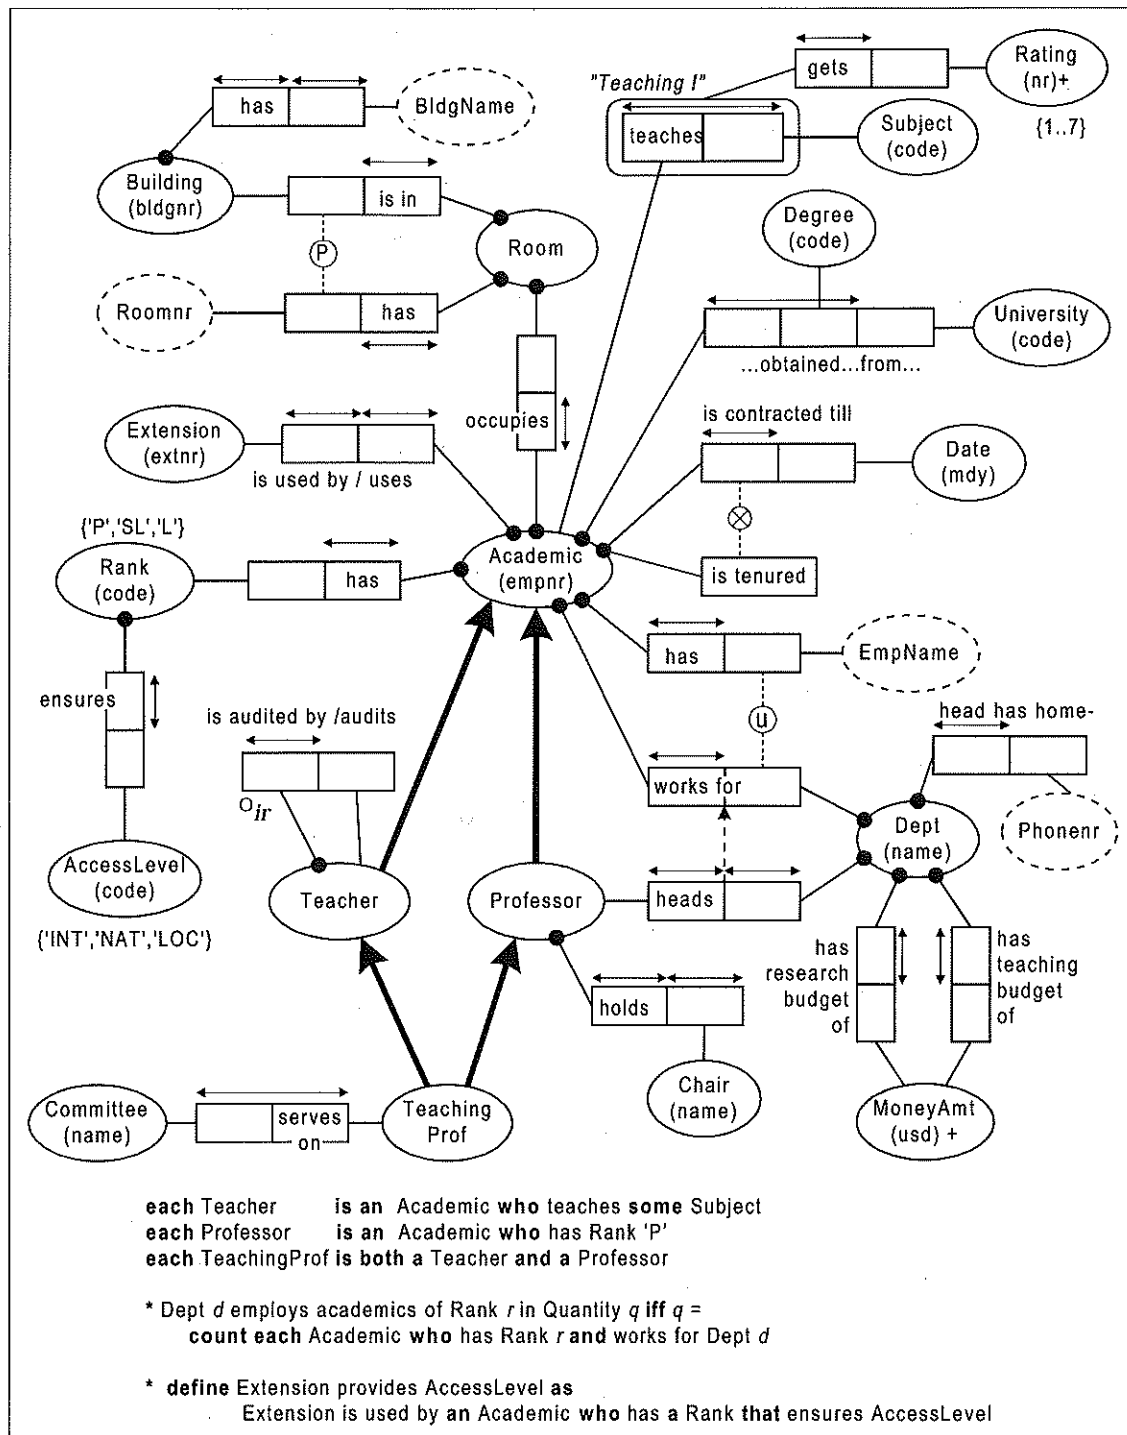 gets
Rating
(nr)+
{1..7}
"Teaching I"
has
BldgName
teaches
Subject
(code)
Building
(bldgnr)
is in
Degree
(code)
Room
P
Roomnr
has
University
(code)
...obtained...from...
occupies
is contracted till
Extension
(extnr)
is used by / uses
Date
(mdy)
{'P','SL','L'}
Academic
(empnr)
Rank
(code)
has
is tenured
has
EmpName
ensures
is audited by /audits
u
head has home-
works for
Oir
Dept
(name)
Phonenr
AccessLevel
(code)
Teacher
Professor
heads
{'INT','NAT','LOC'}
has
research
budget
of
has
teaching
budget
of
holds
Chair
(name)
MoneyAmt
(usd) +
Committee
(name)
serves
on
Teaching
Prof
each Teacher is an Academic who teaches some Subject
each Professor is an Academic who has Rank 'P'
each TeachingProf is both a Teacher and a Professor
* Dept d employs academics of Rank r in Quantity q iff q =
count each Academic who has Rank r and works for Dept d
* define Extension provides AccessLevel as
Extension is used by an Academic who has a Rank that ensures AccessLevel